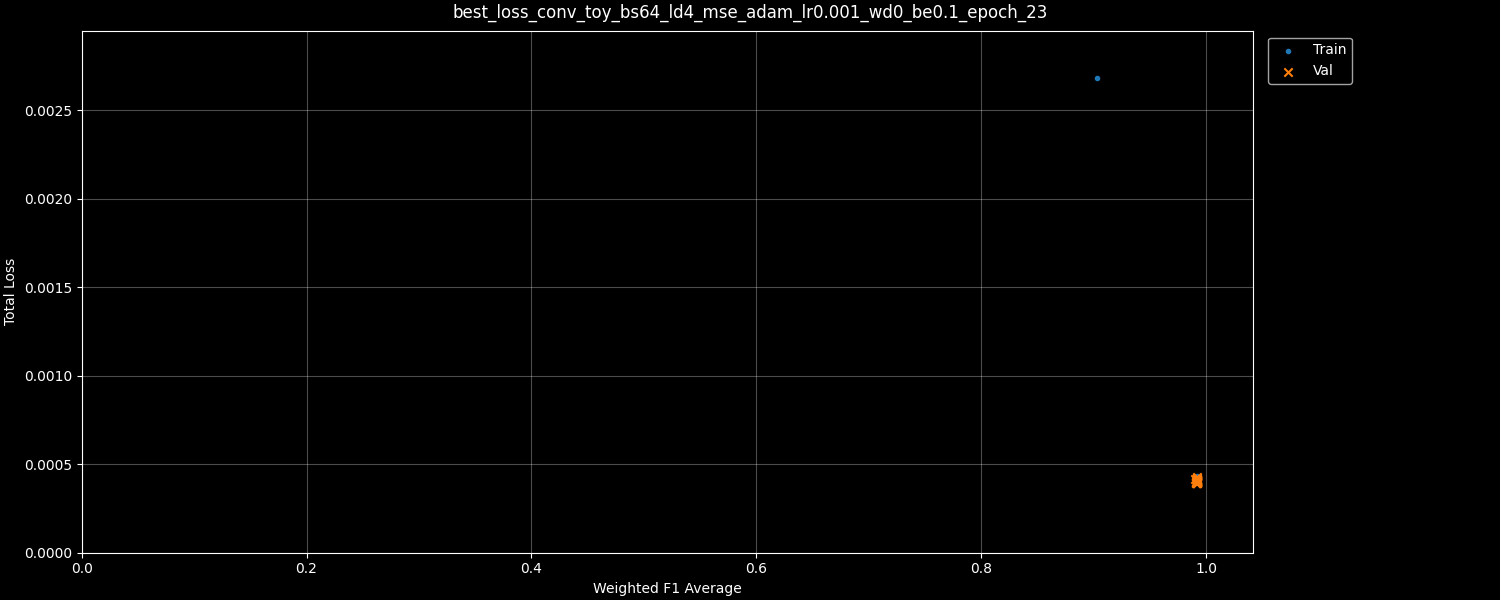 best_loss_conv_toy_bs64_ld4_mse_adam_lr0.001_wd0_be0.1_epoch_23
Train
Val
0.0025
0.0020
0.0015
0.0010
0.0005
0.0000
Total Loss
0.0 0.2 0.4 0.6 0.8 1.0
Weighted F1 Average